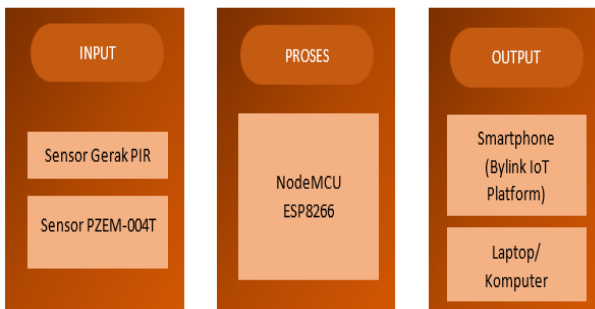 INPUT
Sensor Gerak PIR
Sensor PZEM-004T
PROSES
NodeMCU
ESP8266
OUTPUT
Smartphone
(Bylink IoT
Platform)
Laptop/
Komputer